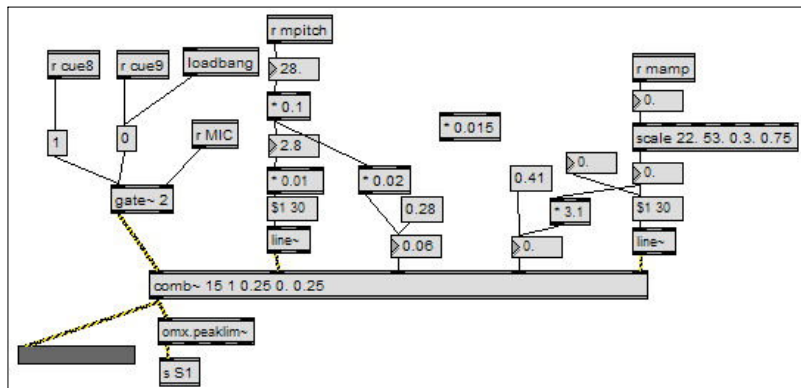 r mpitch
r cue8
r cue9
loadbang
28.
r mamp
0.
* 0.1
* 0.015
1
0
r MIC
scale 22. 53. 0.3. 0.75
2.8
0.
0.
* 0.01
* 0.02
0.41
gate~ 2
$1 30
0.28
* 3.1
$1 30
line~
0.06
0.
line~
comb~ 15 1 0.25 0. 0.25
omx.peaklim~
s S1